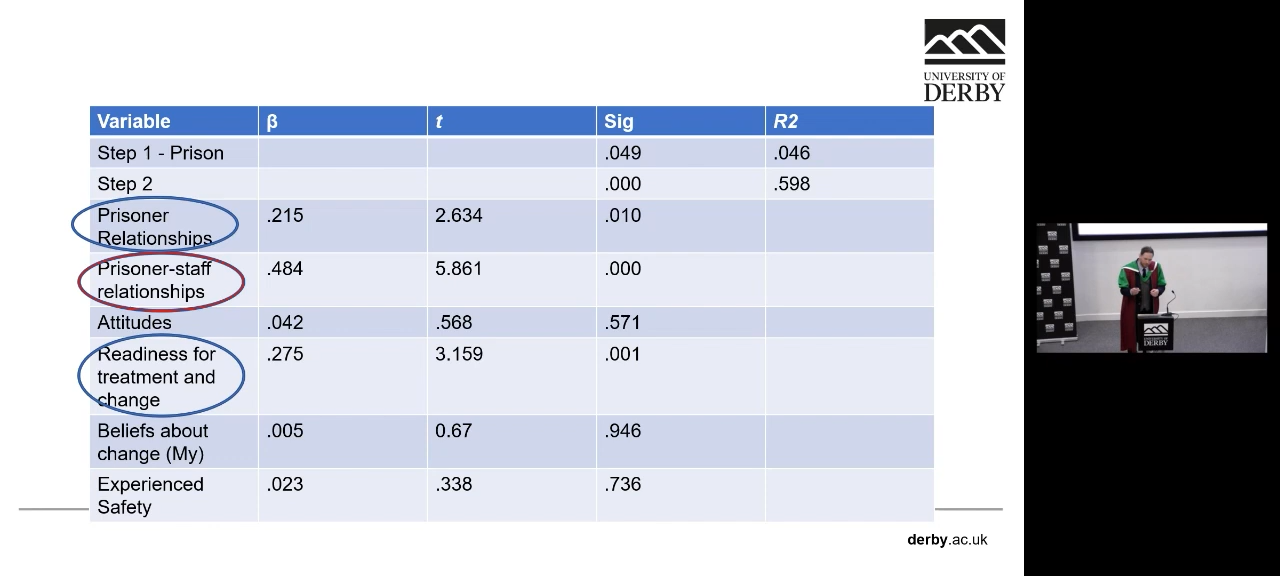 UNIVERSITY OF
DERBY
Variable β t Sig R2
Step 1 - Prison .049 .046
Step 2 .000 .598
Prisoner .215 2.634 .010
Relationships
Prisoner-staff .484 5.861 .000
relationships
Attitudes .042 .568 .571
Readiness for .275 3.159 .001
treatment and
change
Beliefs about .005 0.67 .946
change (My)
Experienced .023 .338 .736
Safety
derby.ac.uk
DERBY